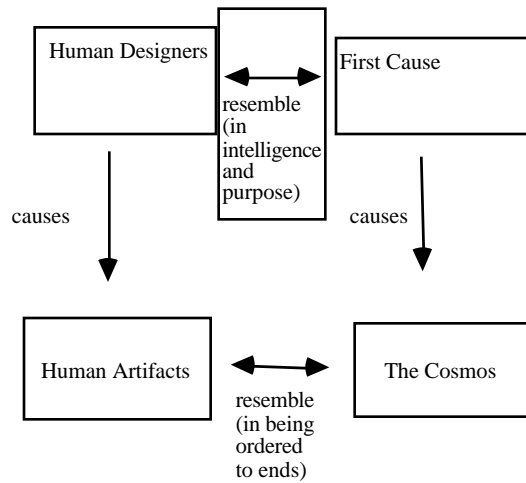 Human Designers
First Cause
resemble
(in
intelligence
and
purpose)
causes
causes
Human Artifacts
The Cosmos
resemble
(in being
ordered
to ends)